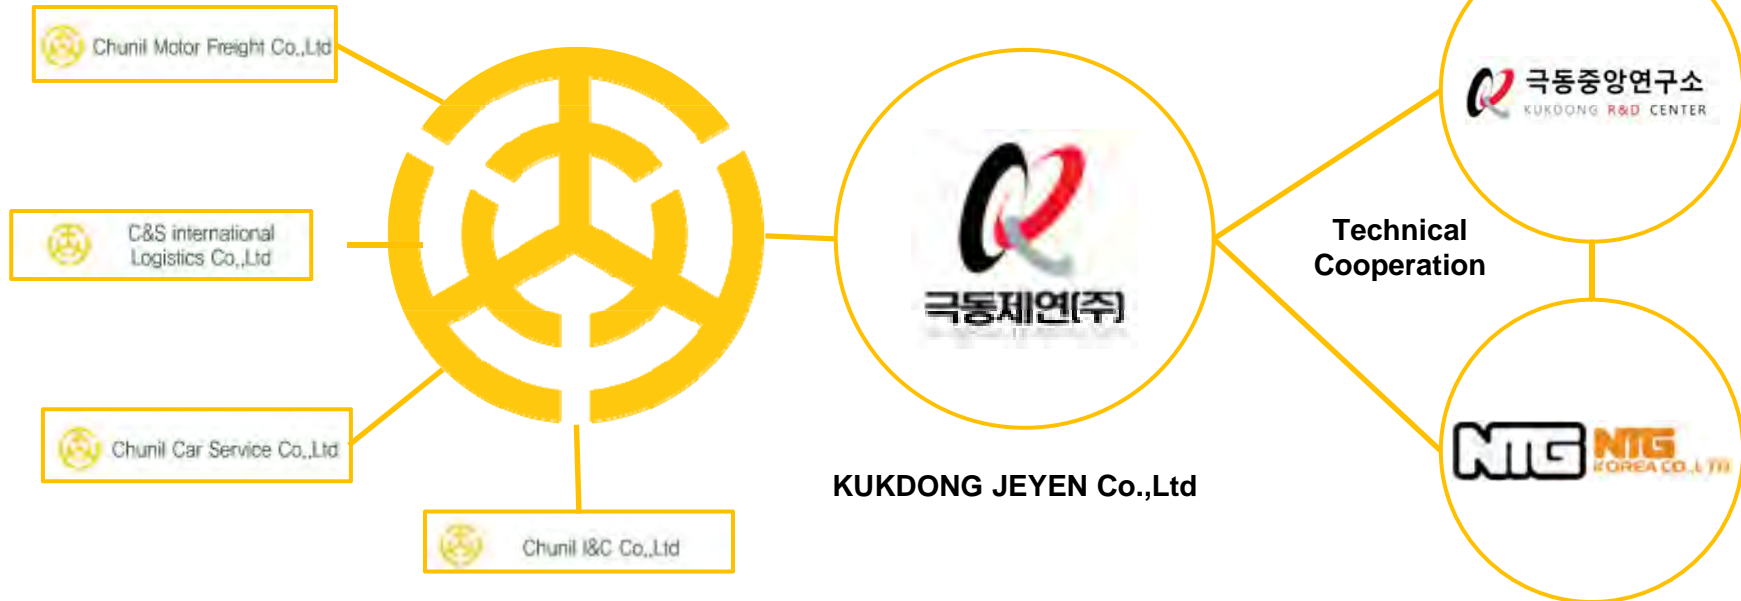 Chunil Motor Freight Co.,Ltd
C&S international
Logistics Co.,Ltd
Chunil Car Service Co.,Ltd
Chunil I&C Co.,Ltd
극동제연(주)
KUKDONG JEYEN Co.,Ltd
Technical
Cooperation
극동중앙연구소
KUKDONG R&D CENTER
NTG
NTG
KOREA CO.,LTD